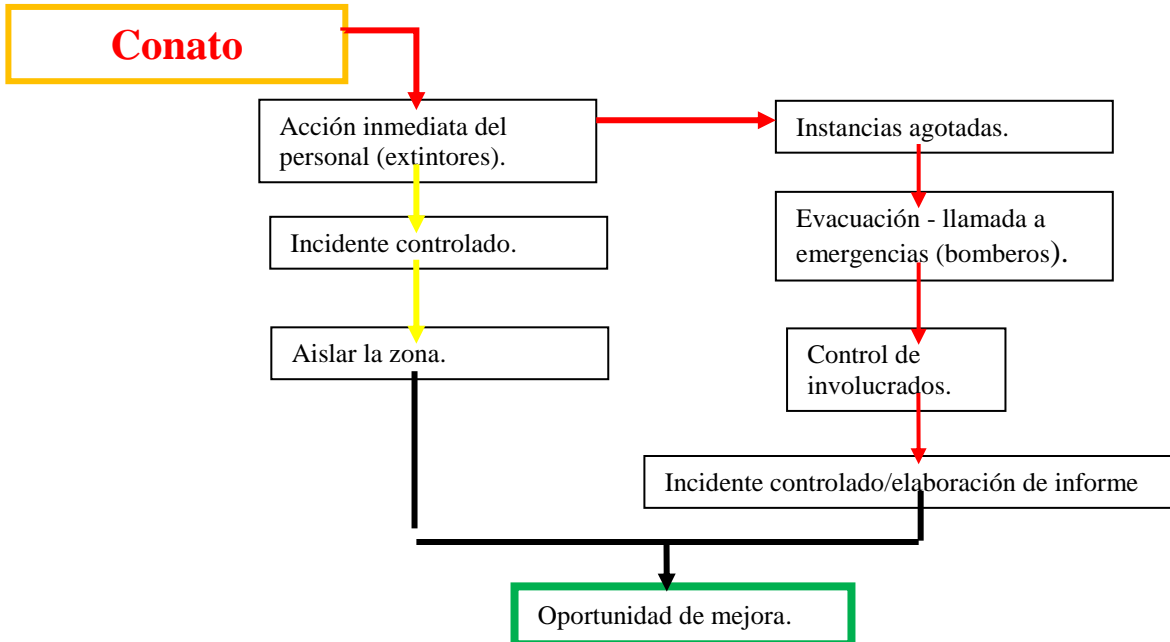 Conato
Acción inmediata del
personal (extintores).
Instancias agotadas.
Incidente controlado.
Evacuación - llamada a
emergencias (bomberos).
Aislar la zona.
Control de
involucrados.
Incidente controlado/elaboración de informe
Oportunidad de mejora.